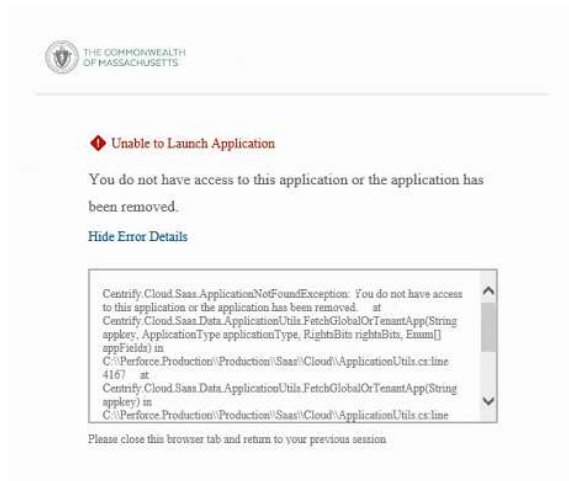 THE COMMONWEALTH
OF MASSACHUSETTS
Unable to Launch Application
You do not have access to this application or the application has
been removed.
Hide Error Details
Centrify.Cloud.Saas.ApplicationNotFoundException: You do not have access
to this application or the application has been removed. at
Centrify.Cloud.Saas.Data.ApplicationUtils.FetchGlobalOrTenantApp(String
appkey, ApplicationType applicationType, RightsBits rightsBits, Enum[]
appFields) in
C:\\Perforce.Production\\Production\\Saas\\Cloud\\ApplicationUtils.cs:line
4167 at
Centrify.Cloud.Saas.Data.ApplicationUtils.FetchGlobalOrTenantApp(String
appkey) in
C:\\Perforce.Production\\Production\\Saas\\Cloud\\ApplicationUtils.cs:line
Please close this browser tab and return to your previous session